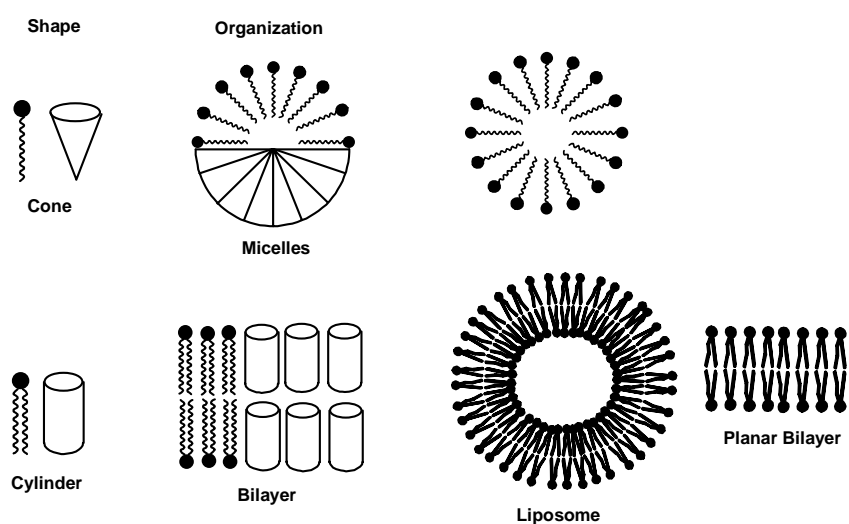 Shape
Organization
Cone
Micelles
Cylinder
Bilayer
Liposome
Planar Bilayer